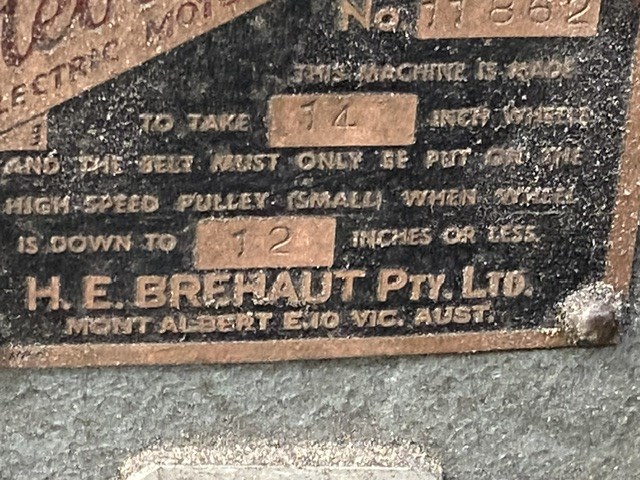 No. 11862
ELECTRIC MOTO
THIS MACHINE IS MADE
TO TAKE 14 INCH WHEELS
AND THE BELT MUST ONLY BE PUT ON THE
HIGH SPEED PULLEY (SMALL) WHEN WHEEL
IS DOWN TO 12 INCHES OR LESS.
H. E. BREHAUT PTY. LTD.
MONT ALBERT E.10 VIC. AUST.